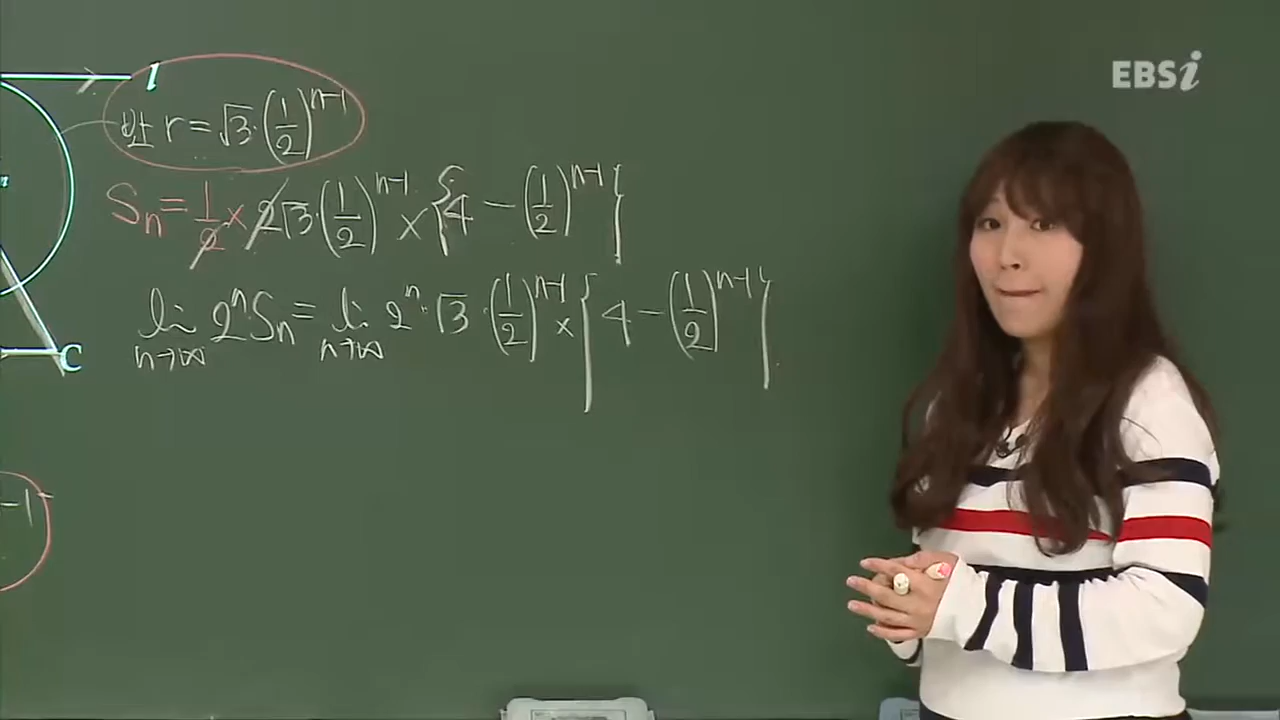 EBSi
l
반 r = √3·(1/2)^{n-1}
S_n = 1/2 × 2√3·(1/2)^{n-1} × {4 - (1/2)^{n-1}}
lim_{n→∞} 2^n S_n = lim_{n→∞} 2^n·√3·(1/2)^{n-1} × {4 - (1/2)^{n-1}}
C
-1